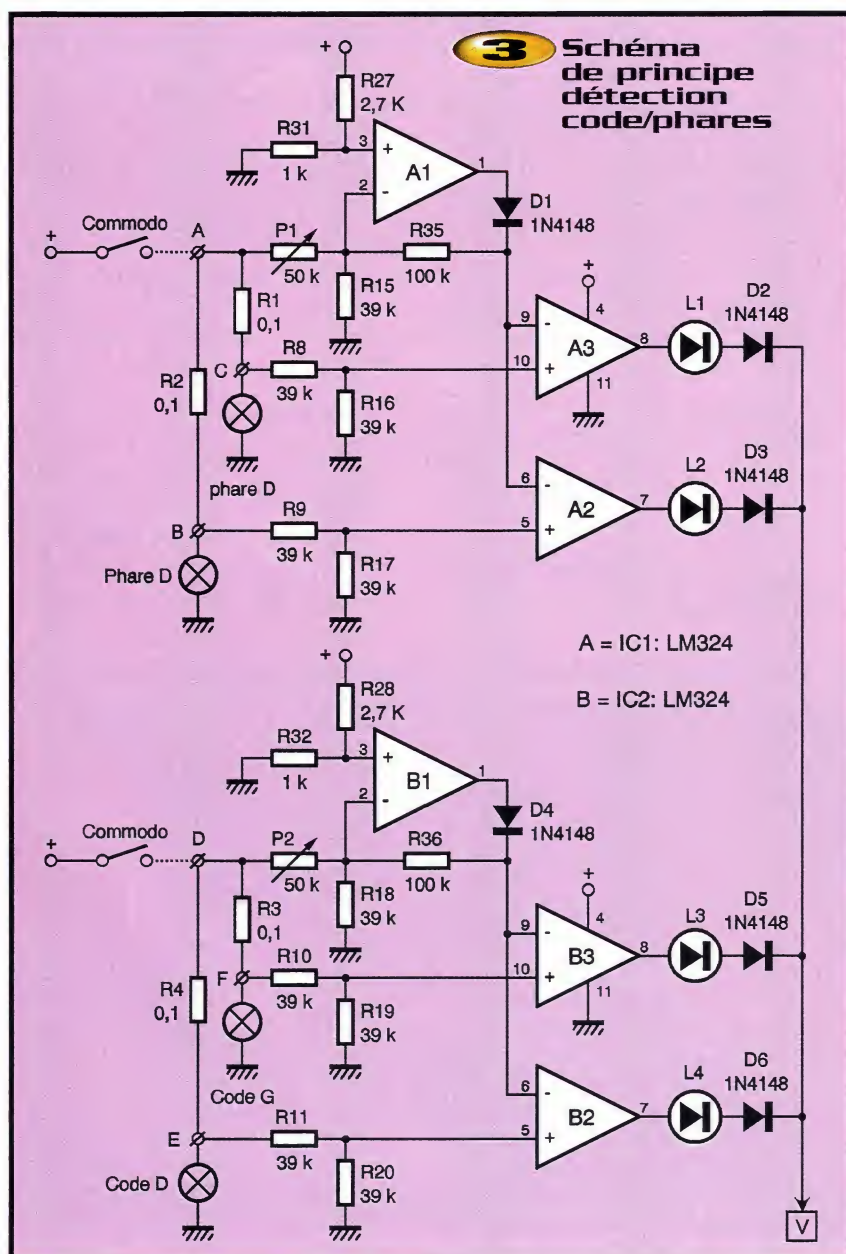 3 Schéma
de principe
détection
code/phares
+
R27
2,7 K
R31
1 k
3 +
2 -
A1
1
D1
1N4148
Commodo
+
A
P1
50 k
R35
100 k
R15
39 k
R1
0,1
C
R8
39 k
R16
39 k
R2
0,1
phare D
+
4
9 -
10 +
A3
8
11
L1
D2
1N4148
6 -
5 +
A2
7
L2
D3
1N4148
B
R9
39 k
R17
39 k
Phare D
A = IC1: LM324
B = IC2: LM324
+
R28
2,7 K
R32
1 k
3 +
2 -
B1
1
D4
1N4148
Commodo
+
D
P2
50 k
R36
100 k
R18
39 k
R3
0,1
F
R10
39 k
R19
39 k
R4
0,1
Code G
+
4
9 -
10 +
B3
8
11
L3
D5
1N4148
6 -
5 +
B2
7
L4
D6
1N4148
E
R11
39 k
R20
39 k
Code D
V